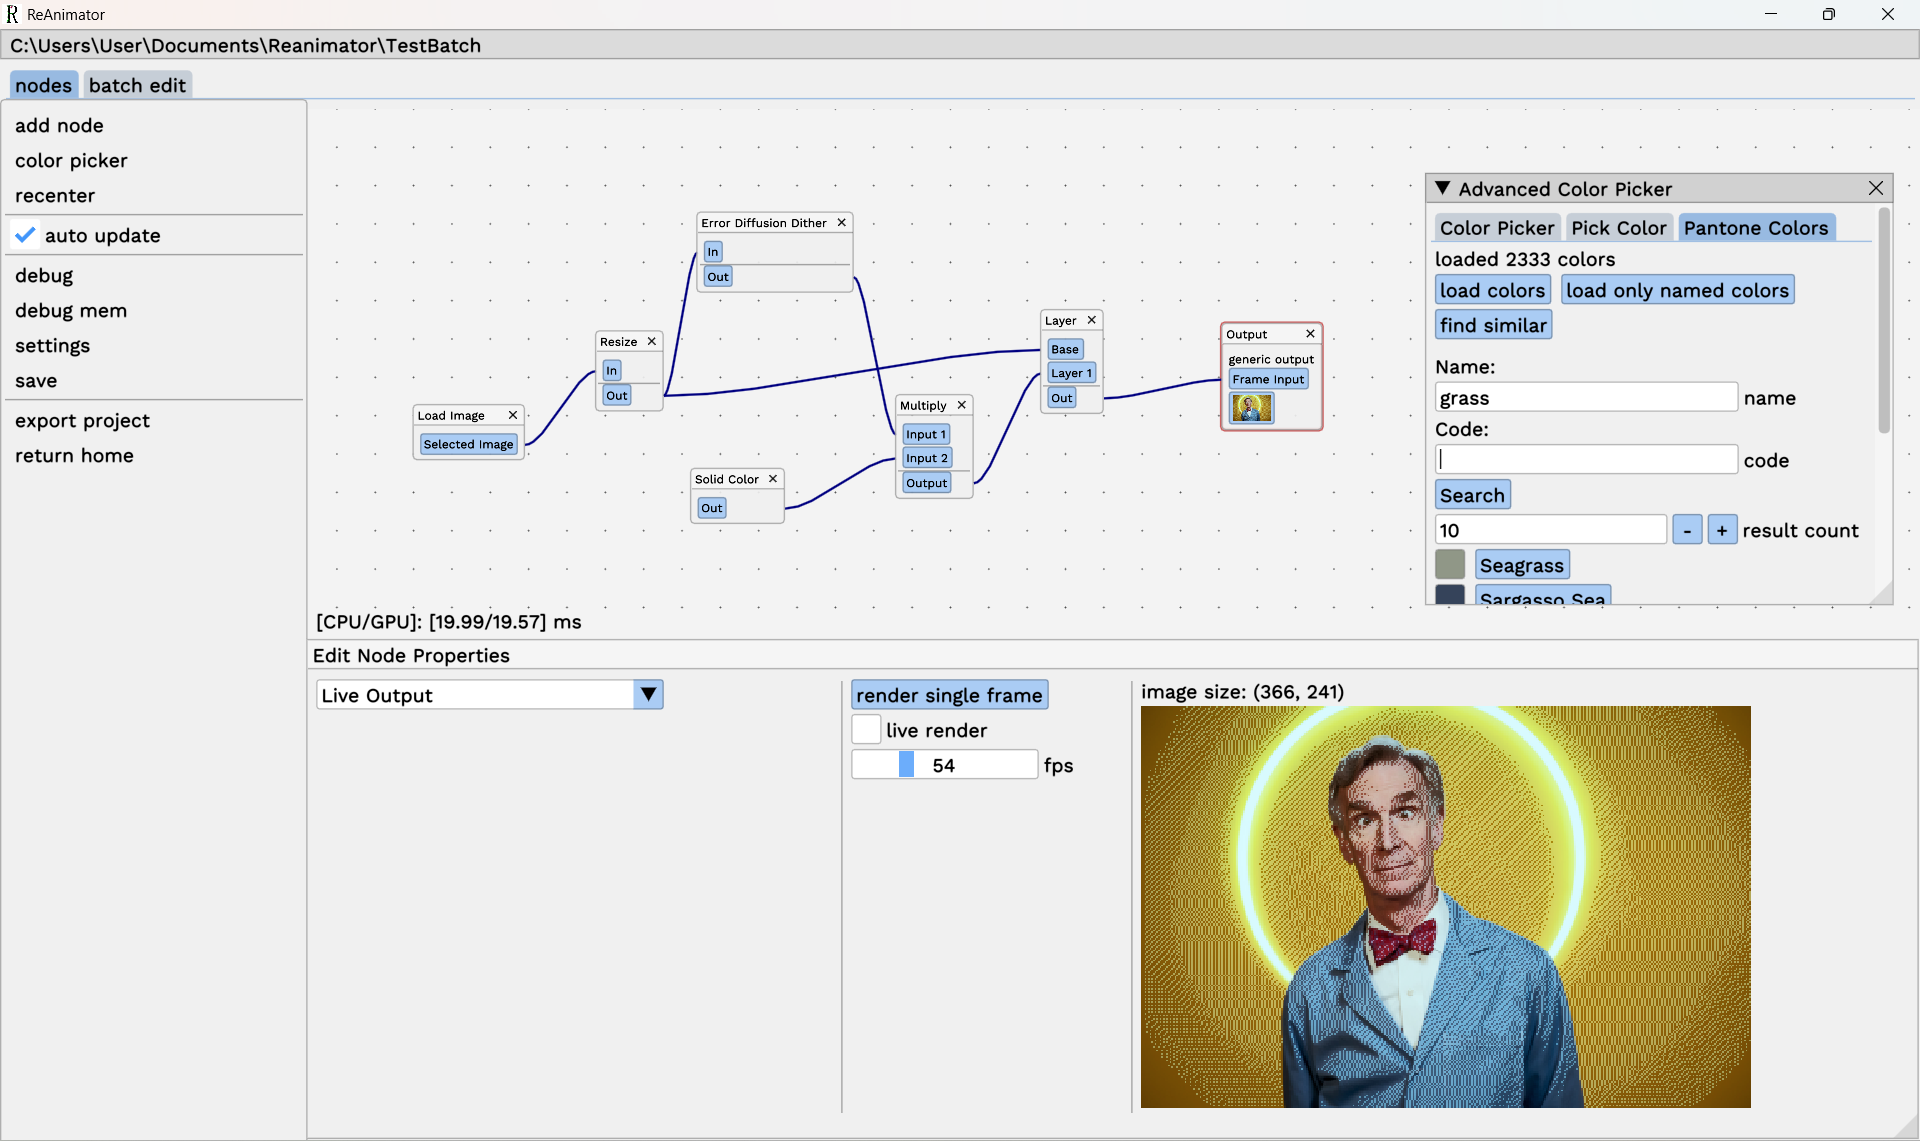 ReAnimator
C:\Users\User\Documents\Reanimator\TestBatch
nodes batch edit
add node
color picker
recenter
auto update
debug
debug mem
settings
save
export project
return home
Load Image
Selected Image
Resize
In
Out
Error Diffusion Dither
In
Out
Solid Color
Out
Multiply
Input 1
Input 2
Output
Layer
Base
Layer 1
Out
Output
generic output
Frame Input
Advanced Color Picker
Color Picker Pick Color Pantone Colors
loaded 2333 colors
load colors load only named colors
find similar
Name:
grass name
Code:
code
Search
10 - + result count
Seagrass
Sargasso Sea
[CPU/GPU]: [19.99/19.57] ms
Edit Node Properties
Live Output
render single frame
live render
54 fps
image size: (366, 241)